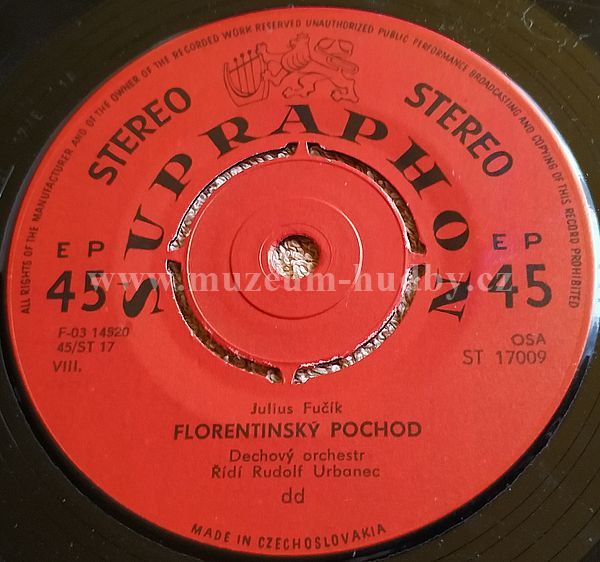 ALL RIGHTS OF THE MANUFACTURER AND OF THE OWNER OF THE RECORDED WORK RESERVED UNAUTHORIZED PUBLIC PERFORMANCE BROADCASTING AND COPYING OF THIS RECORD PROHIBITED
STEREO STEREO
SUPRAPHON
EP EP
45 45
www.muzeum-hudby.cz
F-03 14520
45/ST 17
VIII.
OSA
ST 17009
Julius Fučík
FLORENTINSKÝ POCHOD
Dechový orchestr
Řídí Rudolf Urbanec
dd
MADE IN CZECHOSLOVAKIA